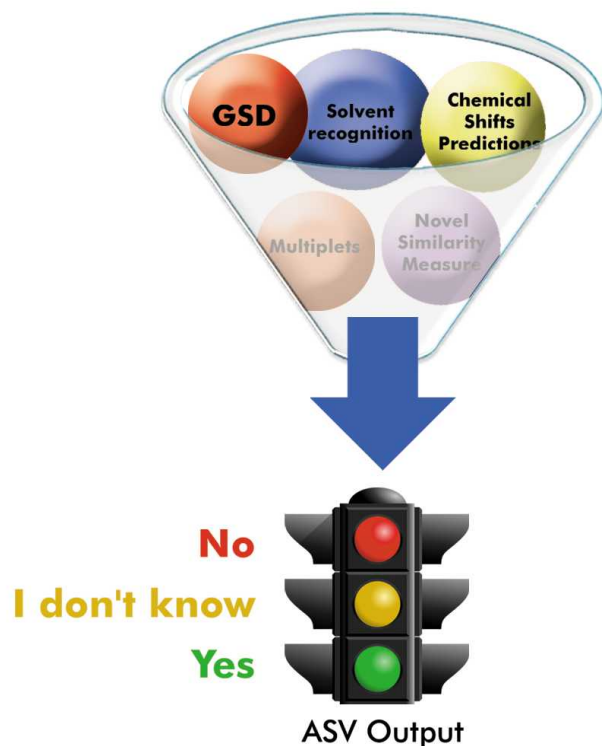 GSD
Solvent
recognition
Chemical
Shifts
Predictions
Multiplets
Novel
Similarity
Measure
No
I don't know
Yes
ASV Output